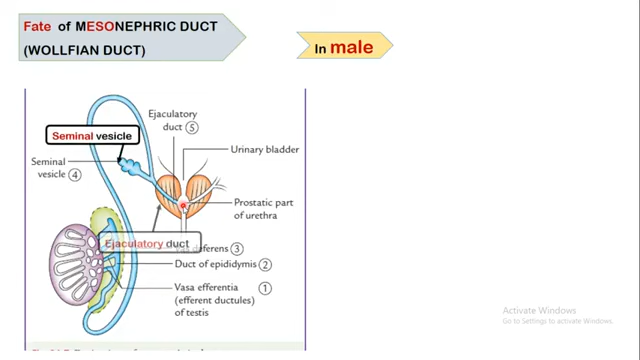 Fate of MESONEPHRIC DUCT
(WOLLFIAN DUCT)
In male
Ejaculatory
duct ⑤
Seminal vesicle
Urinary bladder
Seminal
vesicle ④
Prostatic part
of urethra
Ejaculatory duct
deferens ③
Duct of epididymis ②
Vasa efferentia ①
(efferent ductules)
of testis
Activate Windows
Go to Settings to activate Windows.